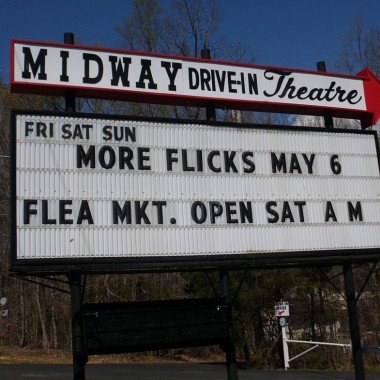 MIDWAY DRIVE-IN Theatre
FRI SAT SUN
MORE FLICKS MAY 6
FLEA MKT. OPEN SAT A M